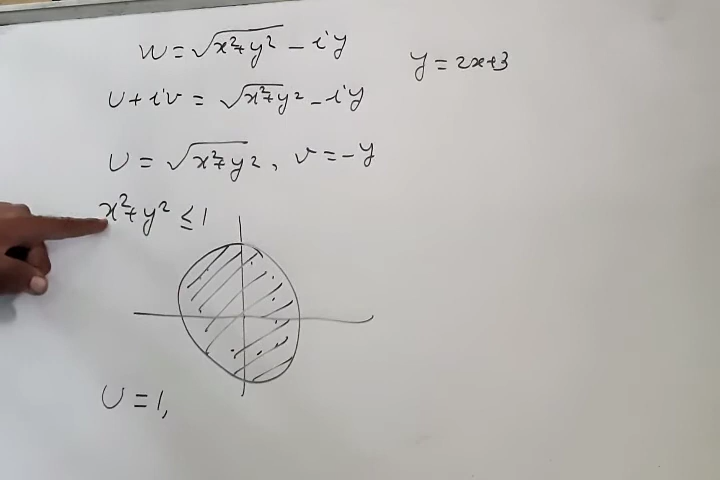 w = √x²+y² - iy
y = 2x+3
u + iv = √x²+y² - iy
u = √x²+y² , v = -y
x²+y² ≤ 1
u = 1,